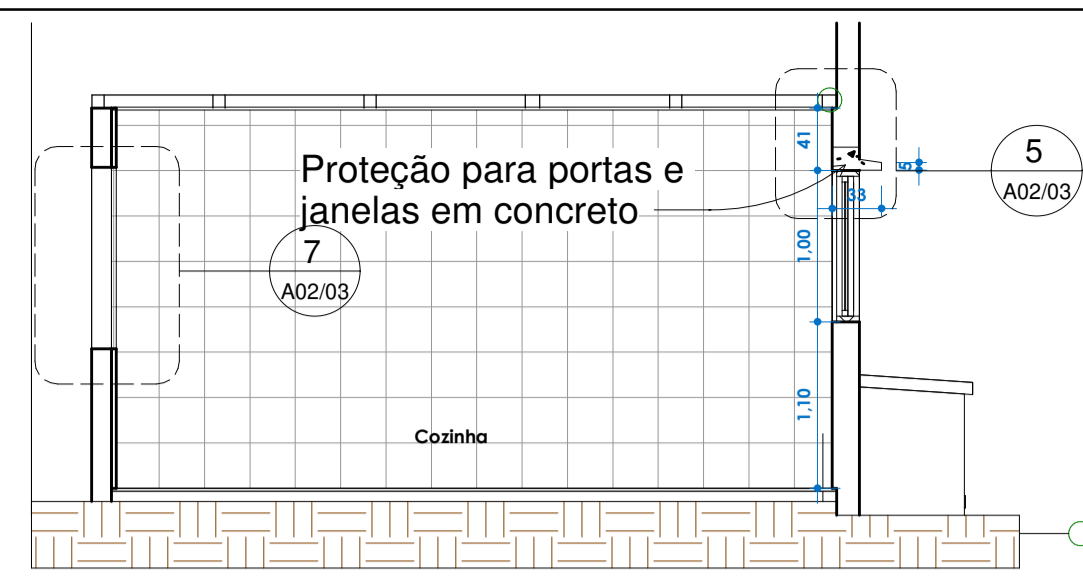 41
Proteção para portas e
janelas em concreto
5
5
A02/03
33
7
A02/03
1,00
1,10
Cozinha